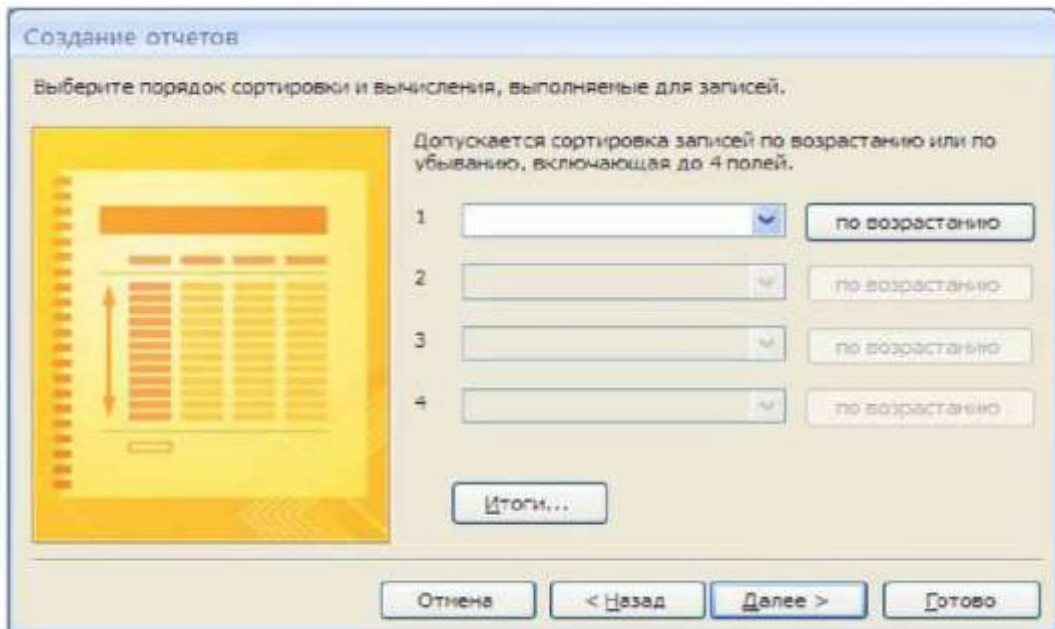 Создание отчетов
Выберите порядок сортировки и вычисления, выполняемые для записей.
Допускается сортировка записей по возрастанию или по
убыванию, включающая до 4 полей.
1 по возрастанию
2 по возрастанию
3 по возрастанию
4 по возрастанию
Итоги...
Отмена < Назад Далее > Готово